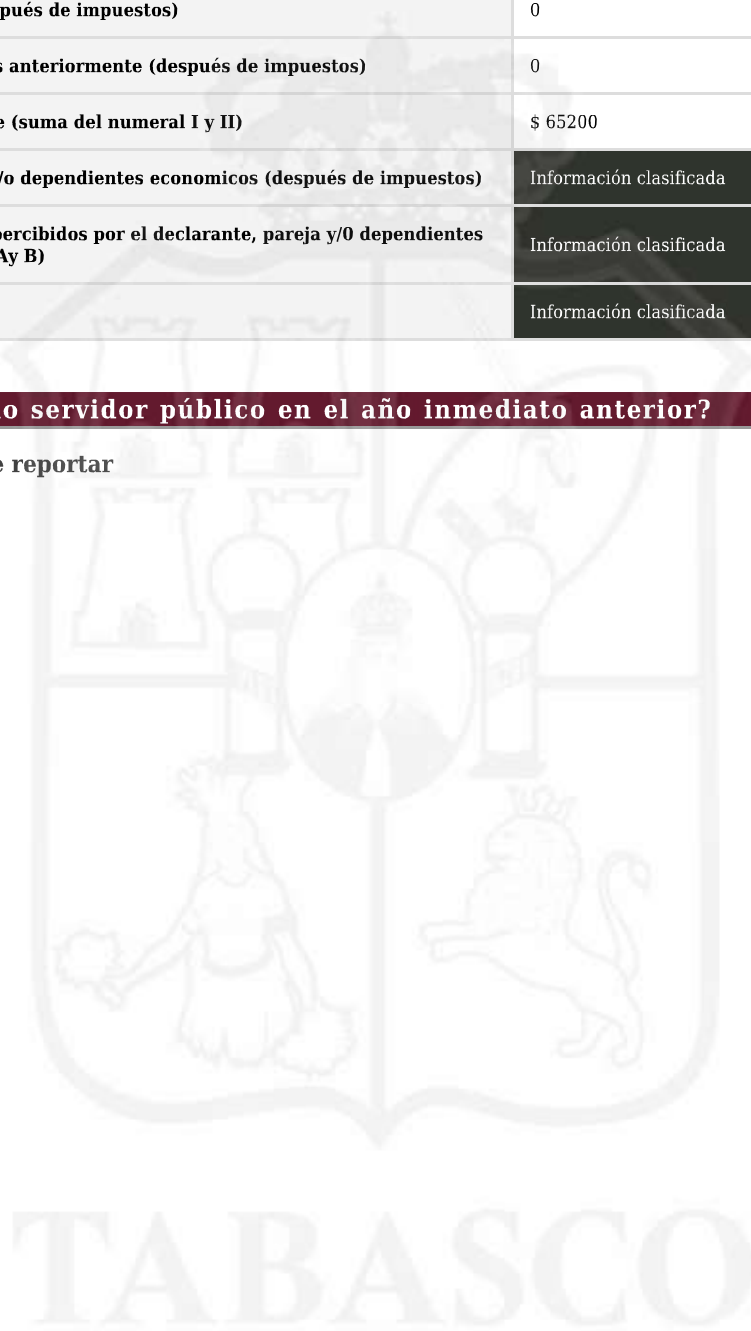 pués de impuestos)
0
s anteriormente (después de impuestos)
0
e (suma del numeral I y II)
$ 65200
/o dependientes economicos (después de impuestos)
Información clasificada
percibidos por el declarante, pareja y/0 dependientes
Ay B)
Información clasificada
Información clasificada
o servidor público en el año inmediato anterior?
e reportar
TABASCO